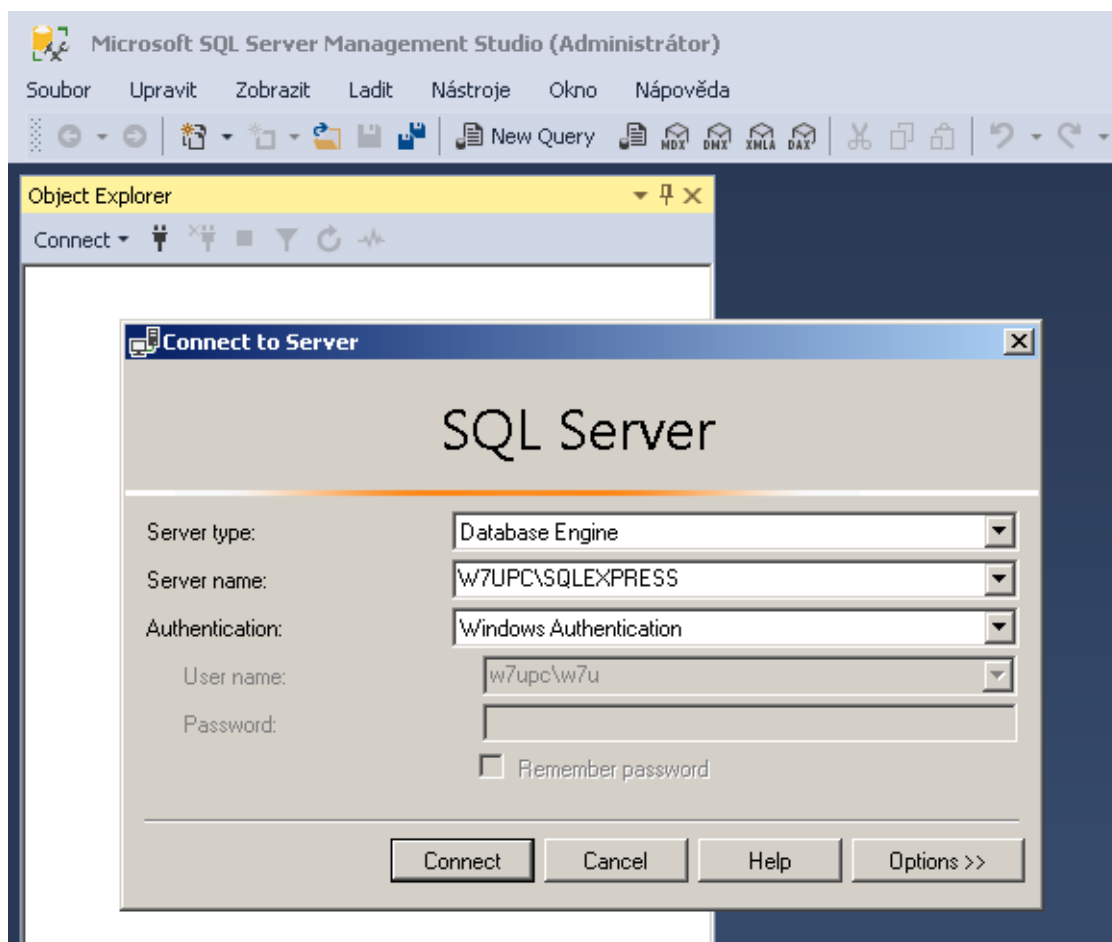 Microsoft SQL Server Management Studio (Administrátor)
Soubor Upravit Zobrazit Ladit Nástroje Okno Nápověda
New Query MDX DMX XMLA DAX
Object Explorer
Connect
Connect to Server
SQL Server
Server type: Database Engine
Server name: W7UPC\SQLEXPRESS
Authentication: Windows Authentication
User name: w7upc\w7u
Password:
Remember password
Connect Cancel Help Options >>